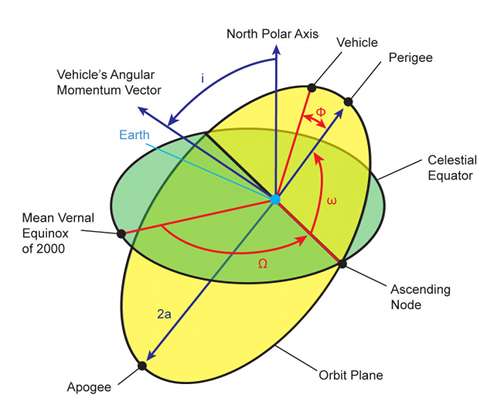 North Polar Axis
Vehicle
Perigee
Vehicle's Angular
Momentum Vector
i
Φ
Earth
Celestial
Equator
ω
Mean Vernal
Equinox
of 2000
Ω
Ascending
Node
2a
Orbit Plane
Apogee